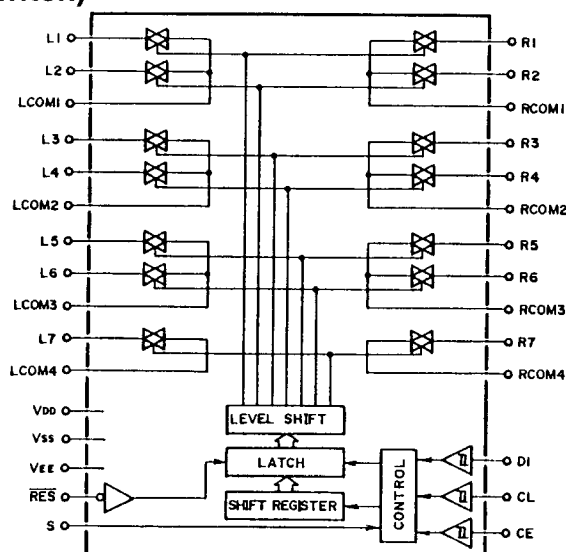 L1
L2
LCOM1
L3
L4
LCOM2
L5
L6
LCOM3
L7
LCOM4
VDD
VSS
VEE
RES
S
R1
R2
RCOM1
R3
R4
RCOM2
R5
R6
RCOM3
R7
RCOM4
LEVEL SHIFT
LATCH
SHIFT REGISTER
CONTROL
DI
CL
CE